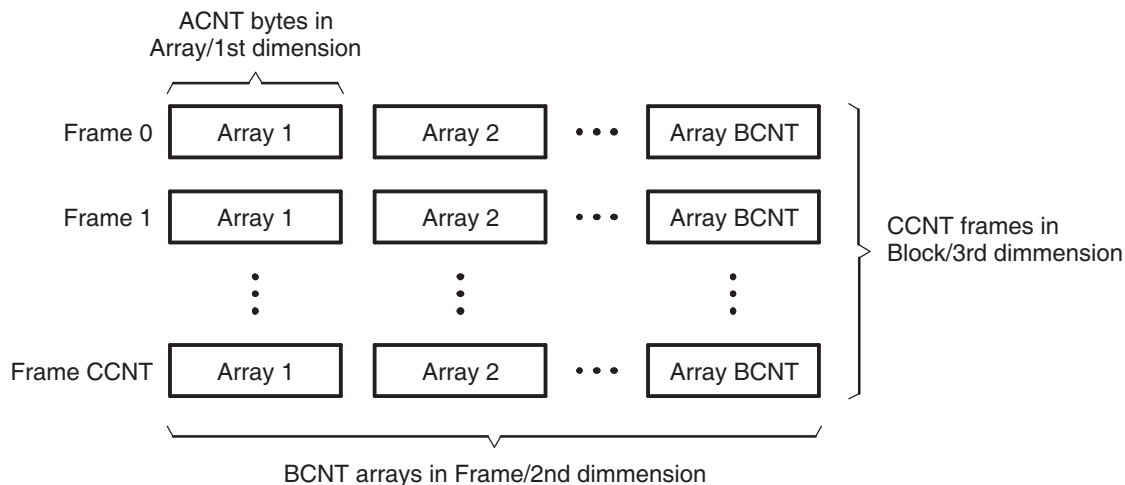 ACNT bytes in
Array/1st dimension
Frame 0 Array 1 Array 2 Array BCNT
Frame 1 Array 1 Array 2 Array BCNT
CCNT frames in
Block/3rd dimmension
Frame CCNT Array 1 Array 2 Array BCNT
BCNT arrays in Frame/2nd dimmension